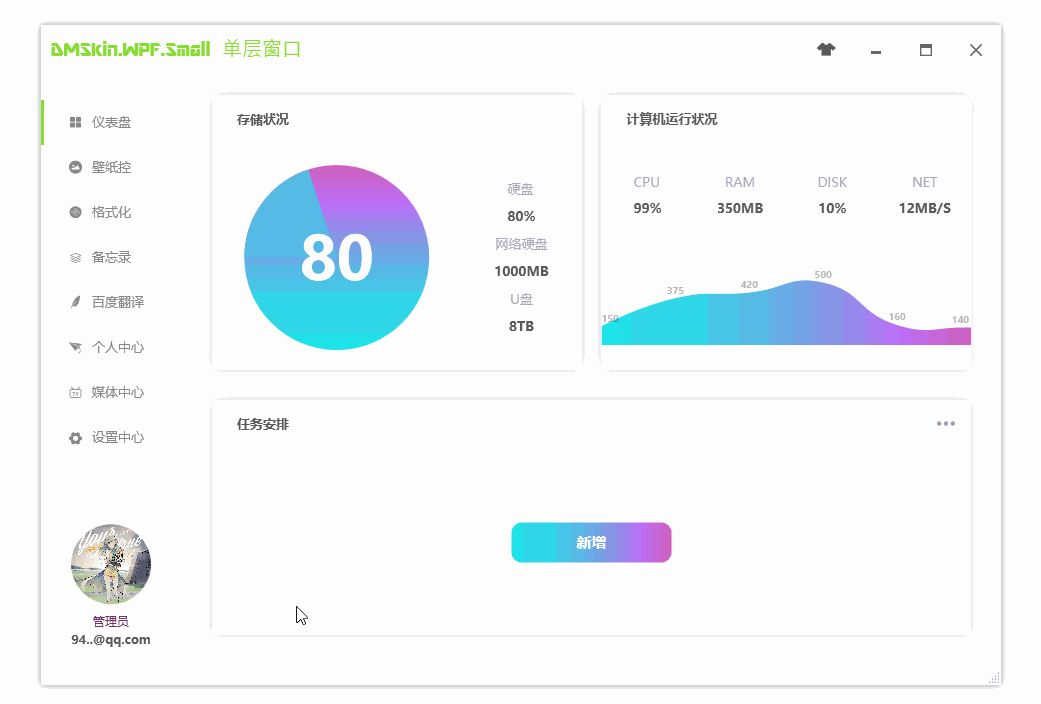 DMSkin.WPF.Small 单层窗口
仪表盘
壁纸控
格式化
备忘录
百度翻译
个人中心
媒体中心
设置中心
管理员
94..@qq.com
存储状况
80
硬盘
80%
网络硬盘
1000MB
U盘
8TB
计算机运行状况
CPU RAM DISK NET
99% 350MB 10% 12MB/S
150 375 420 500 160 140
任务安排
新增